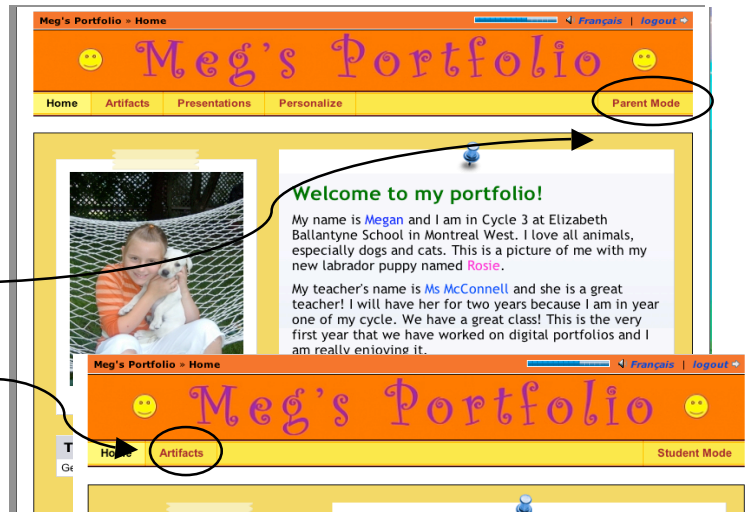 Meg's Portfolio » Home
Français | logout
Meg's Portfolio
Home Artifacts Presentations Personalize Parent Mode
Welcome to my portfolio!
My name is Megan and I am in Cycle 3 at Elizabeth
Ballantyne School in Montreal West. I love all animals,
especially dogs and cats. This is a picture of me with my
new labrador puppy named Rosie.
My teacher's name is Ms McConnell and she is a great
teacher! I will have her for two years because I am in year
one of my cycle. We have a great class! This is the very
first year that we have worked on digital portfolios and I
am really enjoying it.
Meg's Portfolio » Home
Français | logout
Meg's Portfolio
Home Artifacts Student Mode